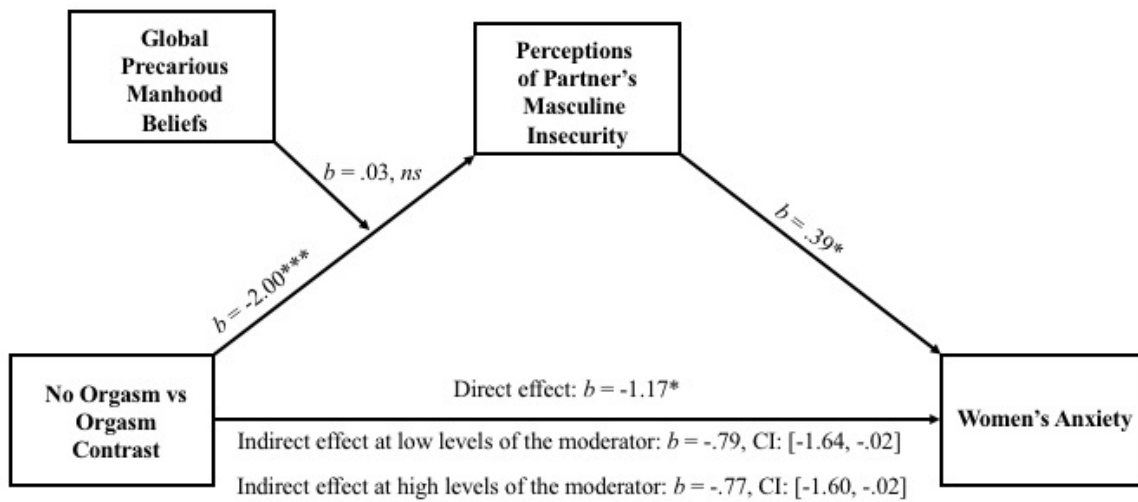 Global
Precarious
Manhood
Beliefs
Perceptions
of Partner's
Masculine
Insecurity
b = .03, ns
b = -2.00***
b = .39*
No Orgasm vs
Orgasm
Contrast
Direct effect: b = -1.17*
Women's Anxiety
Indirect effect at low levels of the moderator: b = -.79, CI: [-1.64, -.02]
Indirect effect at high levels of the moderator: b = -.77, CI: [-1.60, -.02]